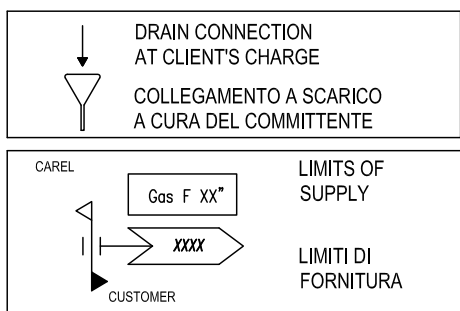 DRAIN CONNECTION
AT CLIENT'S CHARGE
COLLEGAMENTO A SCARICO
A CURA DEL COMMITTENTE
CAREL
Gas F XX"
XXXX
CUSTOMER
LIMITS OF
SUPPLY
LIMITI DI
FORNITURA